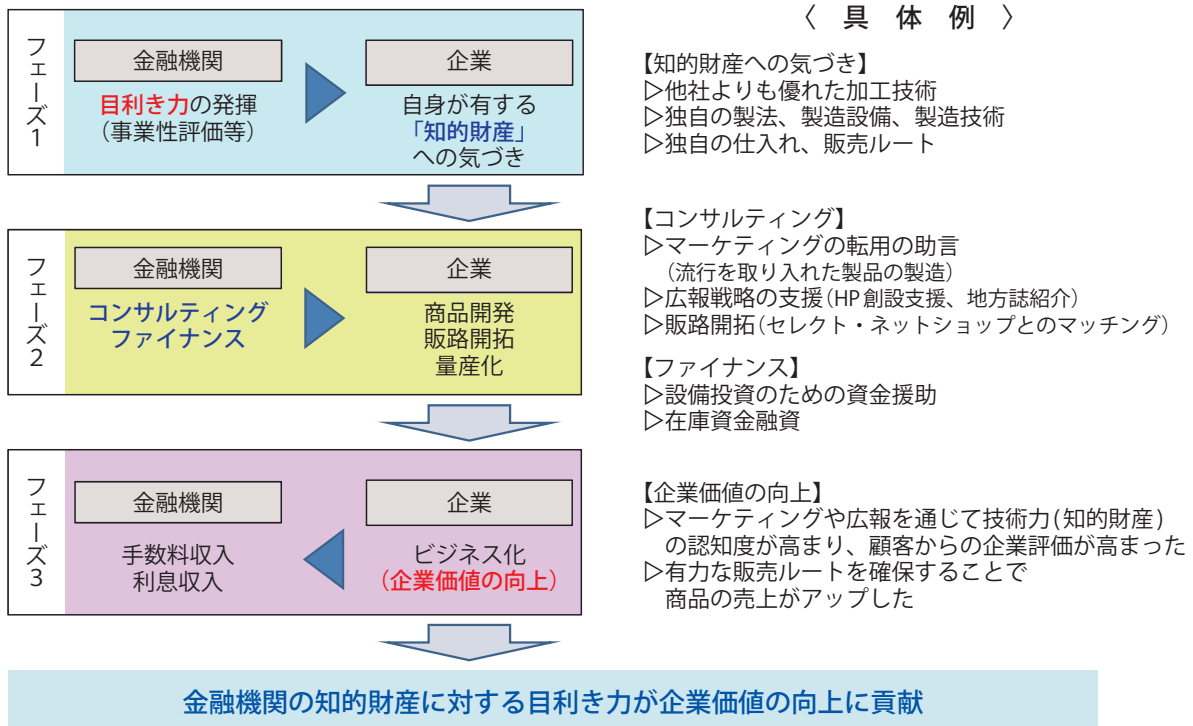 〈 具 体 例 〉
フェーズ1
金融機関
目利き力の発揮
（事業性評価等）
企業
自身が有する
「知的財産」
への気づき
【知的財産への気づき】
▷他社よりも優れた加工技術
▷独自の製法、製造設備、製造技術
▷独自の仕入れ、販売ルート
フェーズ2
金融機関
コンサルティング
ファイナンス
企業
商品開発
販路開拓
量産化
【コンサルティング】
▷マーケティングの転用の助言
（流行を取り入れた製品の製造）
▷広報戦略の支援（HP創設支援、地方誌紹介）
▷販路開拓（セレクト・ネットショップとのマッチング）
【ファイナンス】
▷設備投資のための資金援助
▷在庫資金融資
フェーズ3
金融機関
手数料収入
利息収入
企業
ビジネス化
（企業価値の向上）
【企業価値の向上】
▷マーケティングや広報を通じて技術力(知的財産)
の認知度が高まり、顧客からの企業評価が高まった
▷有力な販売ルートを確保することで
商品の売上がアップした
金融機関の知的財産に対する目利き力が企業価値の向上に貢献